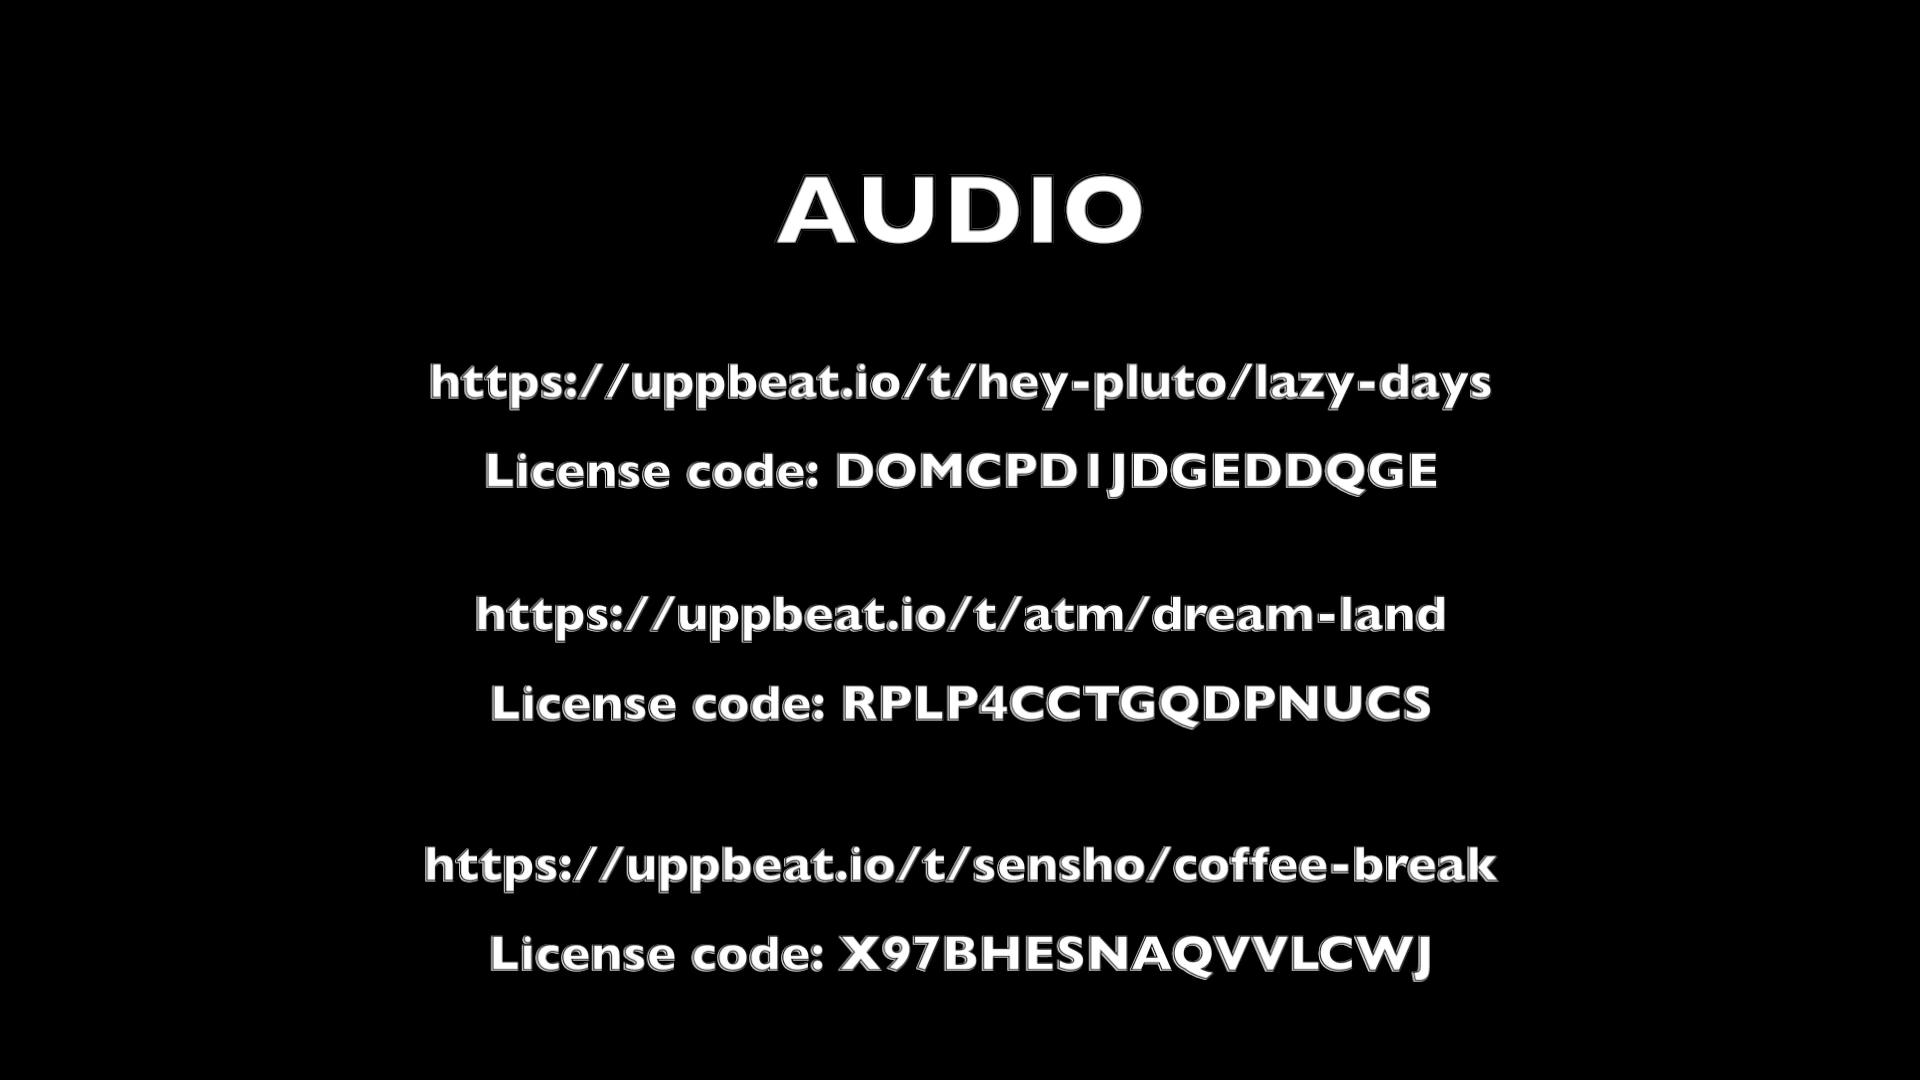 AUDIO
https://uppbeat.io/t/hey-pluto/lazy-days
License code: DOMCPD1JDGEDDQGE
https://uppbeat.io/t/atm/dream-land
License code: RPLP4CCTGQDPNUCS
https://uppbeat.io/t/sensho/coffee-break
License code: X97BHESNAQVVLCWJ